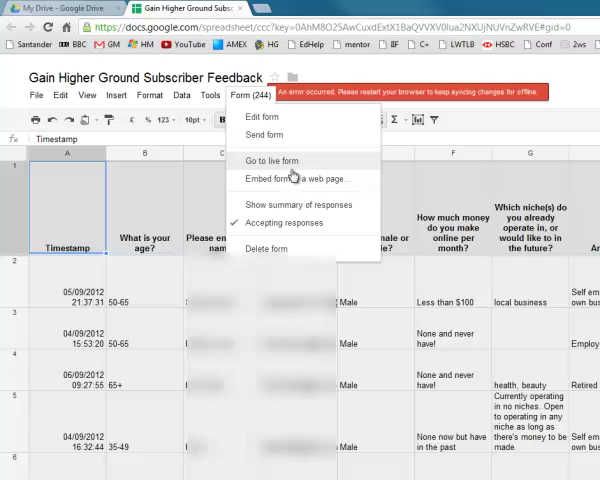 My Drive - Google Drive
Gain Higher Ground Subsc
https://docs.google.com/spreadsheet/ccc?key=0AhM8O25AwCuxdExtX1BaQVVXV0lua2NXUjNUVnZwRVE#gid=0
Santander BBC GM HM YouTube AMEX HG EdHelp mentor IIF C+ LWTLB HSBC Conf 2ws
Gain Higher Ground Subscriber Feedback
File Edit View Insert Format Data Tools Form (244)
An error occurred. Please restart your browser to keep syncing changes for offline.
£ % 123 10pt B Σ
fx Timestamp
Edit form
Send form
Go to live form
Embed form a web page...
Show summary of responses
Accepting responses
Delete form
A B C F G
1
Timestamp
What is your age?
Please
How much money do you make online per month?
Which niche(s) do you already operate in, or would like to in the future?
2
05/09/2012 21:37:31
50-65
Male
Less than $100
local business
Self em
own bus
3
04/09/2012 15:53:20
50-65
Male
None and never have!
Employ
4
06/09/2012 09:27:55
65+
Male
None and never have!
health, beauty
Retired
5
04/09/2012 16:32:44
35-49
Male
None now but have in the past
Currently operating in no niches. Open to operating in any niche as long as there's money to be made.
Self em
own bus
6